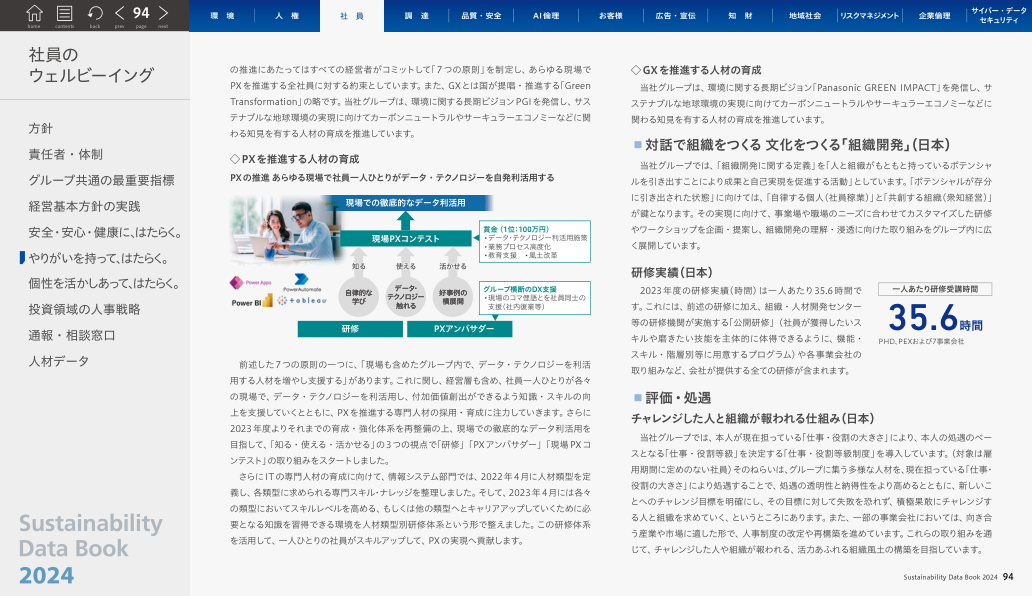 home contents back prev 94 page next
環 境
人 権
社 員
調 達
品質・安全
AI倫理
お客様
広告・宣伝
知 財
地域社会
リスクマネジメント
企業倫理
サイバー・データ
セキュリティ
社員の
ウェルビーイング
方針
責任者・体制
グループ共通の最重要指標
経営基本方針の実践
安全・安心・健康に、はたらく。
やりがいを持って、はたらく。
個性を活かしあって、はたらく。
投資領域の人事戦略
通報・相談窓口
人材データ
Sustainability
Data Book
2024
の推進にあたってはすべての経営者がコミットして「7つの原則」を制定し、あらゆる現場で
PXを推進する全社員に対する約束としています。また、GXとは国が提唱・推進する「Green
Transformation」の略です。当社グループは、環境に関する長期ビジョンPGIを発信し、サス
テナブルな地球環境の実現に向けてカーボンニュートラルやサーキュラーエコノミーなどに関
わる知見を有する人材の育成を推進しています。
◇PXを推進する人材の育成
PXの推進 あらゆる現場で社員一人ひとりがデータ・テクノロジーを自発利活用する
現場での徹底的なデータ利活用
現場PXコンテスト
賞金(1位:100万円)
・データ・テクノロジー利活用施策
・業務プロセス高度化
・教育支援 ・風土改革
知る
使える
活かせる
Power Apps
PowerAutomate
Power BI
+tableau
自律的な
学び
データ・
テクノロジー
触れる
好事例の
横展開
グループ横断のDX支援
・現場のコマ健語とを社員同士の
支援(社内復業等)
研修
PXアンバサダー
前述した7つの原則の一つに、「現場も含めたグループ内で、データ・テクノロジーを利活
用する人材を増やし支援する」があります。これに関し、経営層も含め、社員一人ひとりが各々
の現場で、データ・テクノロジーを利活用し、付加価値創出ができるよう知識・スキルの向
上を支援していくとともに、PXを推進する専門人材の採用・育成に注力していきます。さらに
2023年度よりそれまでの育成・強化体系を再整備の上、現場での徹底的なデータ利活用を
目指して、「知る・使える・活かせる」の3つの視点で「研修」「PXアンバサダー」「現場PXコ
ンテスト」の取り組みをスタートしました。
さらにITの専門人材の育成に向けて、情報システム部門では、2022年4月に人材類型を定
義し、各類型に求められる専門スキル・ナレッジを整理しました。そして、2023年4月には各々
の類型においてスキルレベルを高める、もしくは他の類型へとキャリアアップしていくために必
要となる知識を習得できる環境を人材類型別研修体系という形で整えました。この研修体系
を活用して、一人ひとりの社員がスキルアップして、PXの実現へ貢献します。
◇GXを推進する人材の育成
当社グループは、環境に関する長期ビジョン「Panasonic GREEN IMPACT」を発信し、サ
ステナブルな地球環境の実現に向けてカーボンニュートラルやサーキュラーエコノミーなどに
関わる知見を有する人材の育成を推進しています。
■ 対話で組織をつくる 文化をつくる「組織開発」(日本)
当社グループでは、「組織開発に関する定義」を「人と組織がもともと持っているポテンシャ
ルを引き出すことにより成果と自己実現を促進する活動」としています。「ポテンシャルが存分
に引き出された状態」に向けては、「自律する個人(社員稼業)」と「共創する組織(衆知経営)」
が鍵となります。その実現に向けて、事業場や職場のニーズに合わせてカスタマイズした研修
やワークショップを企画・提案し、組織開発の理解・浸透に向けた取り組みをグループ内に広
く展開しています。
研修実績(日本)
2023年度の研修実績(時間)は一人あたり35.6時間で
す。これには、前述の研修に加え、組織・人材開発センター
等の研修機関が実施する「公開研修」(社員が獲得したいス
キルや磨きたい技能を主体的に体得できるように、機能・
スキル・階層別等に用意するプログラム)や各事業会社の
取り組みなど、会社が提供する全ての研修が含まれます。
一人あたり研修受講時間
35.6時間
PHD、PEXおよび7事業会社
■ 評価・処遇
チャレンジした人と組織が報われる仕組み(日本)
当社グループでは、本人が現在担っている「仕事・役割の大きさ」により、本人の処遇のベー
スとなる「仕事・役割等級」を決定する「仕事・役割等級制度」を導入しています。(対象は雇
用期間に定めのない社員)そのねらいは、グループに集う多様な人材を、現在担っている「仕事・
役割の大きさ」により処遇することで、処遇の透明性と納得性をより高めるとともに、新しいこ
とへのチャレンジ目標を明確にし、その目標に対して失敗を恐れず、積極果敢にチャレンジす
る人と組織を求めていく、というところにあります。また、一部の事業会社においては、向き合
う産業や市場に適した形で、人事制度の改定や再構築を進めています。これらの取り組みを通
じて、チャレンジした人や組織が報われる、活力あふれる組織風土の構築を目指しています。
Sustainability Data Book 2024 94